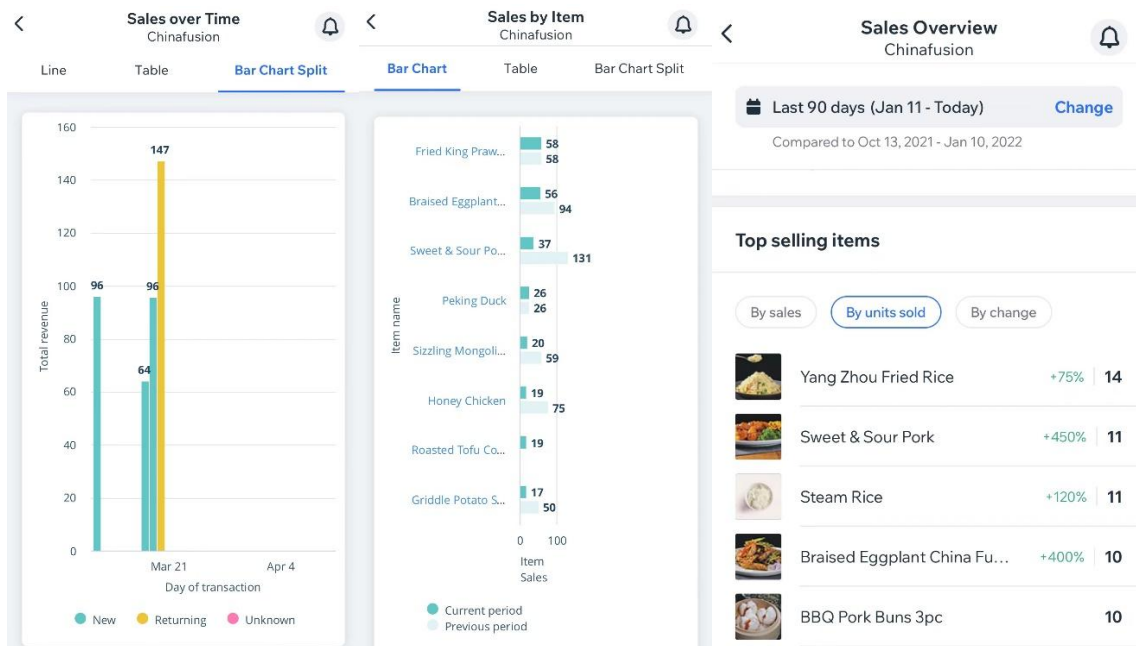 Sales over Time
Chinafusion
Line Table Bar Chart Split
160
147
140
120
100
96
96
80
64
60
40
20
0
Total revenue
Mar 21 Apr 4
Day of transaction
New Returning Unknown
Sales by Item
Chinafusion
Bar Chart Table Bar Chart Split
Item name
Fried King Praw... 58
58
Braised Eggplant... 56
94
Sweet & Sour Po... 37
131
Peking Duck 26
26
Sizzling Mongoli... 20
59
Honey Chicken 19
75
Roasted Tofu Co... 19
Griddle Potato S... 17
50
0 100
Item
Sales
Current period
Previous period
Sales Overview
Chinafusion
Last 90 days (Jan 11 - Today) Change
Compared to Oct 13, 2021 - Jan 10, 2022
Top selling items
By sales By units sold By change
Yang Zhou Fried Rice +75% 14
Sweet & Sour Pork +450% 11
Steam Rice +120% 11
Braised Eggplant China Fu... +400% 10
BBQ Pork Buns 3pc 10